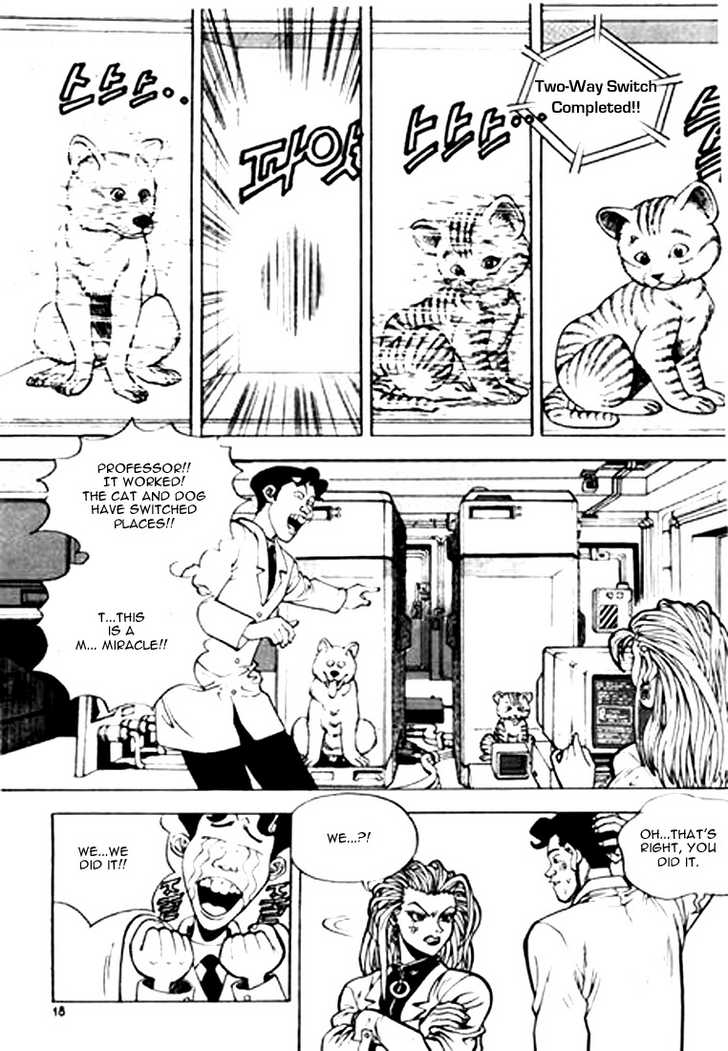 스스스..
파아앗
스스스...
Two-Way Switch
Completed!!
PROFESSOR!!
IT WORKED!
THE CAT AND DOG
HAVE SWITCHED
PLACES!!
T...THIS
IS A
M... MIRACLE!!
WE...WE
DID IT!!
WE...?!
OH...THAT'S
RIGHT, YOU
DID IT.
18